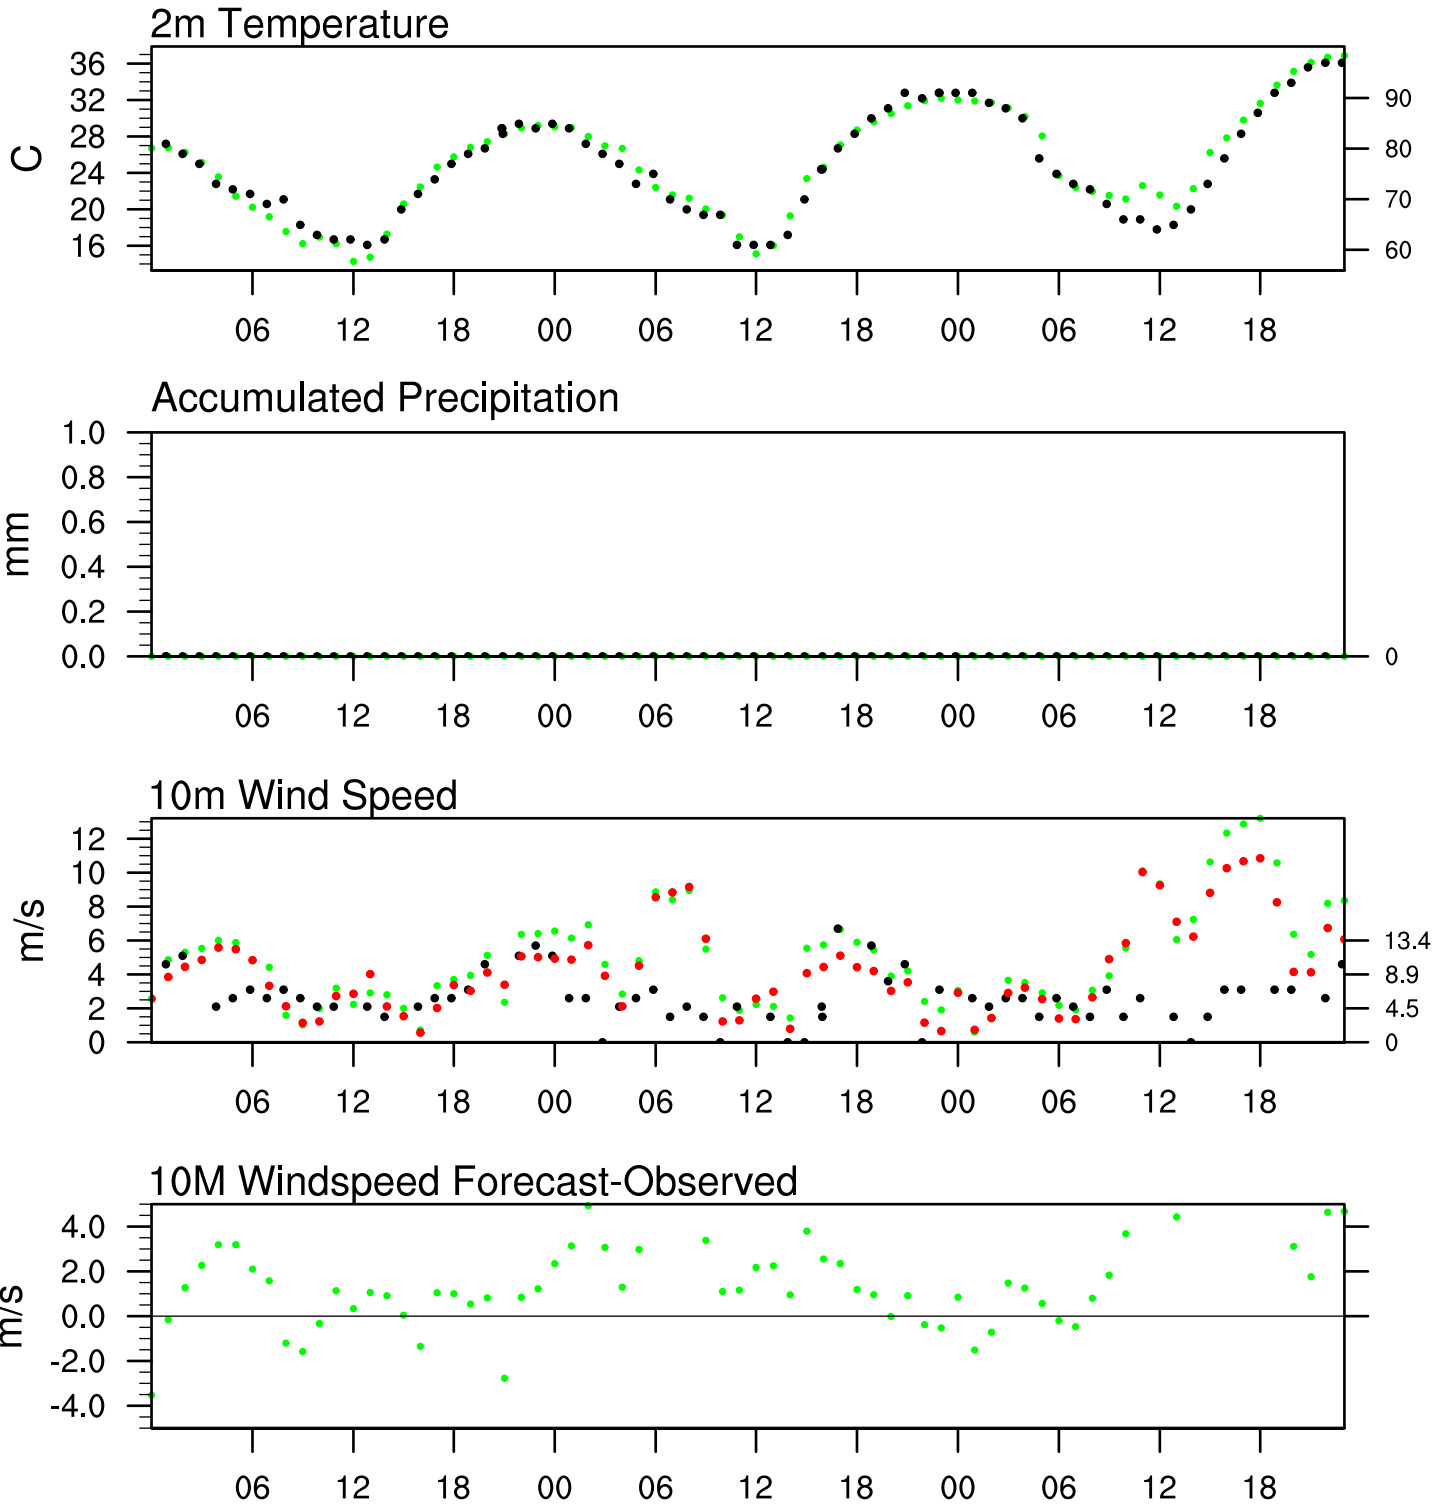 2m Temperature
36
32
28
24
20
16
C
90
80
70
60
06 12 18 00 06 12 18 00 06 12 18
Accumulated Precipitation
1.0
0.8
0.6
0.4
0.2
0.0
mm
0
06 12 18 00 06 12 18 00 06 12 18
10m Wind Speed
12
10
8
6
4
2
0
m/s
13.4
8.9
4.5
0
06 12 18 00 06 12 18 00 06 12 18
10M Windspeed Forecast-Observed
4.0
2.0
0.0
-2.0
-4.0
m/s
06 12 18 00 06 12 18 00 06 12 18